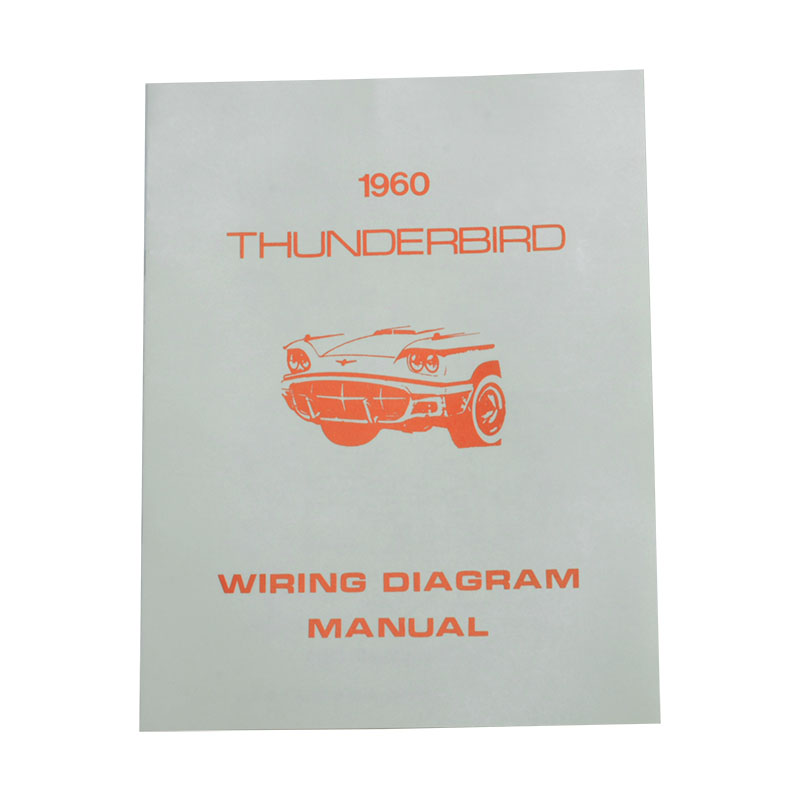 1960
THUNDERBIRD
WIRING DIAGRAM
MANUAL